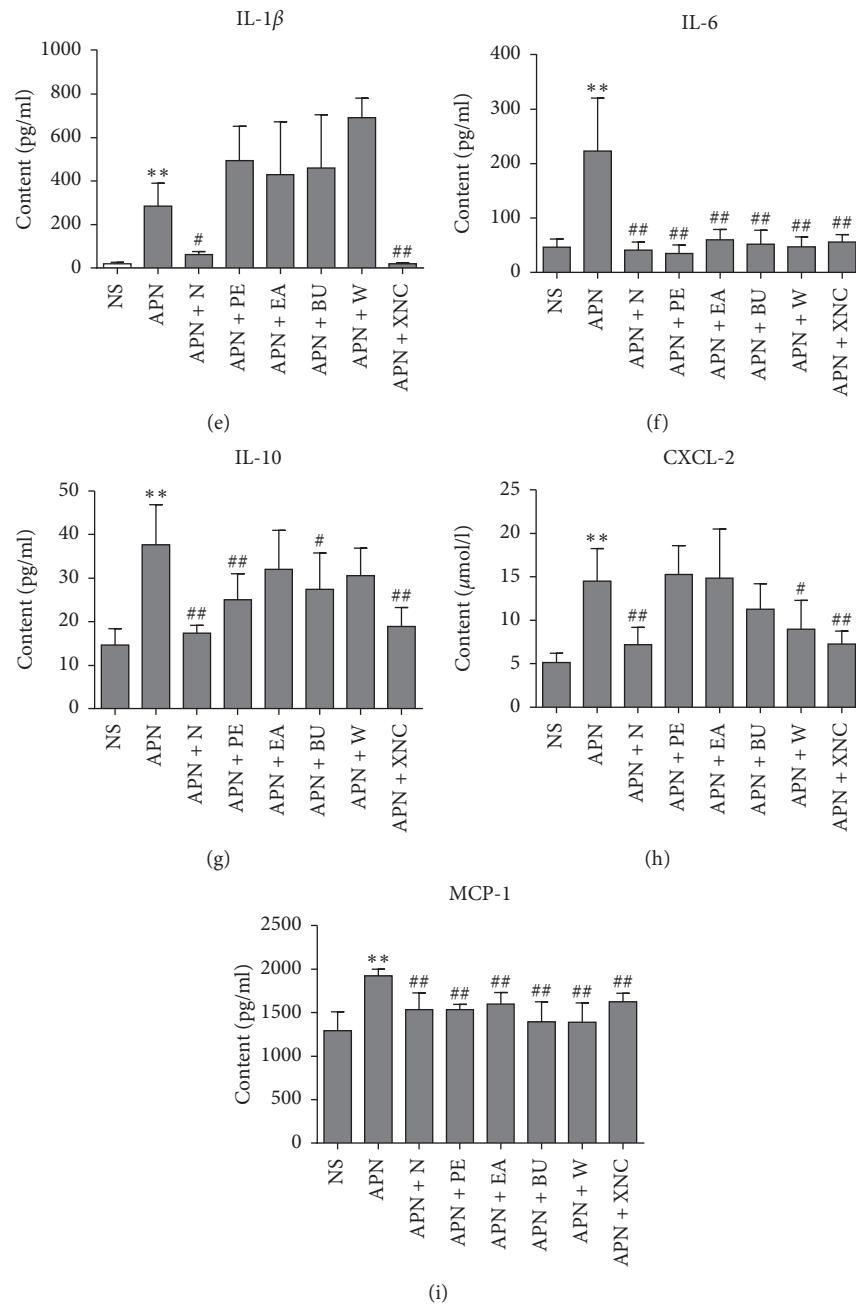 IL-1β
Content (pg/ml)
1000
800
600
400
200
0
**
#
##
NS
APN
APN + N
APN + PE
APN + EA
APN + BU
APN + W
APN + XNC
(e)
IL-6
Content (pg/ml)
400
300
200
100
0
**
##
##
##
##
##
##
NS
APN
APN + N
APN + PE
APN + EA
APN + BU
APN + W
APN + XNC
(f)
IL-10
Content (pg/ml)
50
40
30
20
10
0
**
##
##
#
##
NS
APN
APN + N
APN + PE
APN + EA
APN + BU
APN + W
APN + XNC
(g)
CXCL-2
Content (μmol/l)
25
20
15
10
5
0
**
##
#
##
NS
APN
APN + N
APN + PE
APN + EA
APN + BU
APN + W
APN + XNC
(h)
MCP-1
Content (pg/ml)
2500
2000
1500
1000
500
0
**
##
##
##
##
##
##
NS
APN
APN + N
APN + PE
APN + EA
APN + BU
APN + W
APN + XNC
(i)